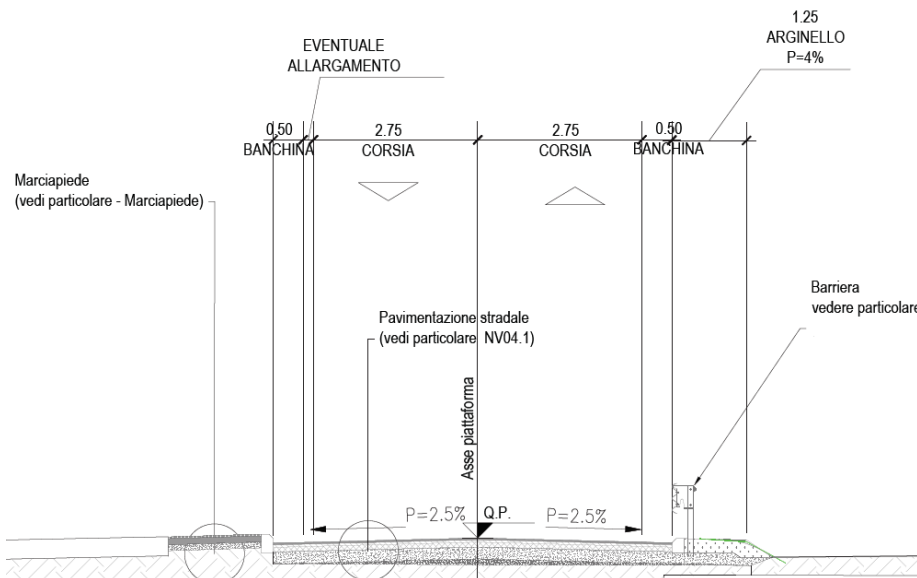 1.25
ARGINELLO
P=4%
EVENTUALE
ALLARGAMENTO
0.50
2.75
2.75
0.50
BANCHINA
CORSIA
CORSIA
BANCHINA
Marciapiede
(vedi particolare - Marciapiede)
Barriera
vedere particolare
Pavimentazione stradale
(vedi particolare NV04.1)
Asse piattaforma
P=2.5%
Q.P.
P=2.5%